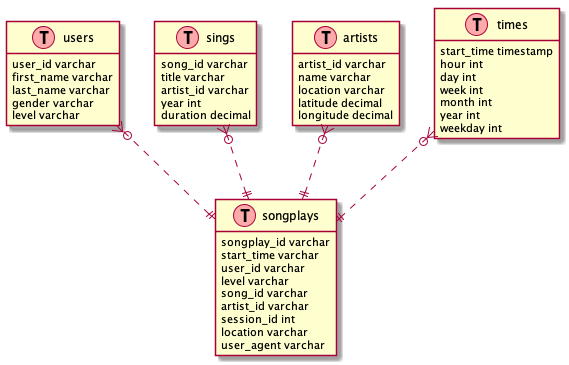 T users
user_id varchar
first_name varchar
last_name varchar
gender varchar
level varchar
T sings
song_id varchar
title varchar
artist_id varchar
year int
duration decimal
T artists
artist_id varchar
name varchar
location varchar
latitude decimal
longitude decimal
T times
start_time timestamp
hour int
day int
week int
month int
year int
weekday int
T songplays
songplay_id varchar
start_time varchar
user_id varchar
level varchar
song_id varchar
artist_id varchar
session_id int
location varchar
user_agent varchar